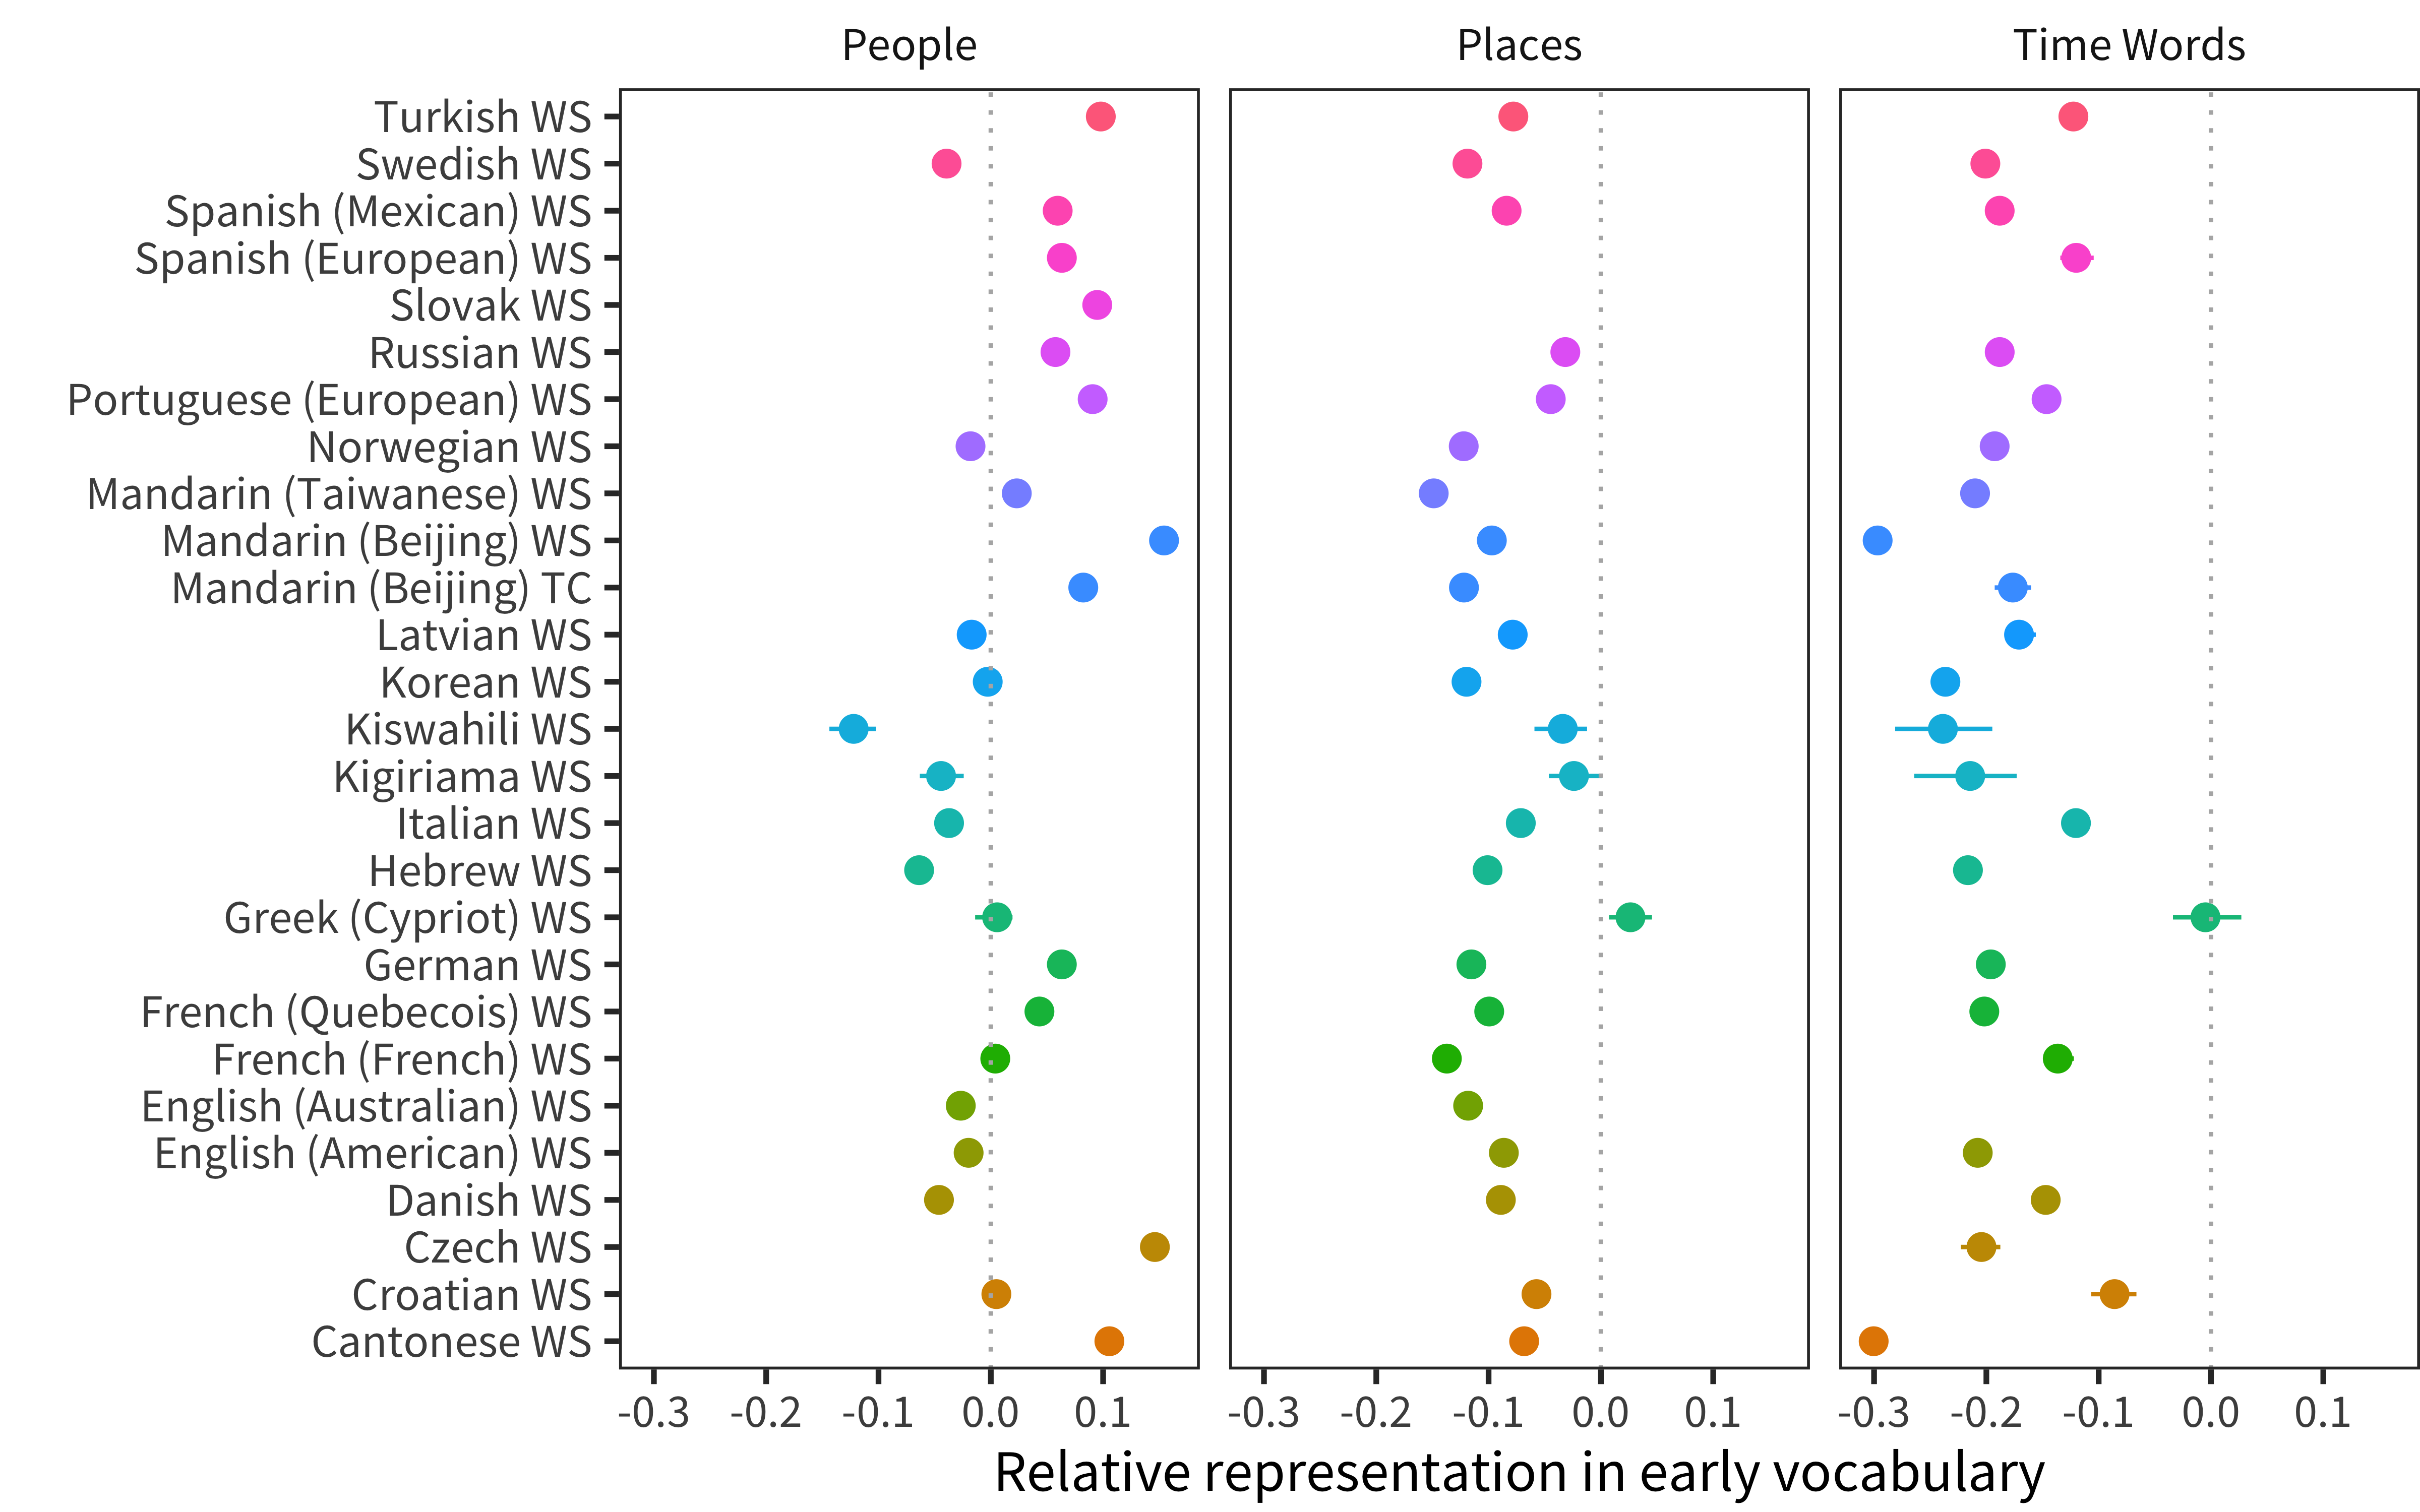 People Places Time Words
Turkish WS
Swedish WS
Spanish (Mexican) WS
Spanish (European) WS
Slovak WS
Russian WS
Portuguese (European) WS
Norwegian WS
Mandarin (Taiwanese) WS
Mandarin (Beijing) WS
Mandarin (Beijing) TC
Latvian WS
Korean WS
Kiswahili WS
Kigiriama WS
Italian WS
Hebrew WS
Greek (Cypriot) WS
German WS
French (Quebecois) WS
French (French) WS
English (Australian) WS
English (American) WS
Danish WS
Czech WS
Croatian WS
Cantonese WS
-0.3 -0.2 -0.1 0.0 0.1 -0.3 -0.2 -0.1 0.0 0.1 -0.3 -0.2 -0.1 0.0 0.1
Relative representation in early vocabulary